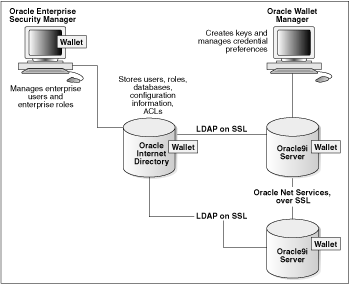 Oracle Enterprise
Security Manager
Wallet
Manages enterprise
users and
enterprise roles
Oracle Wallet
Manager
Creates keys and
manages credential
preferences
Stores users, roles,
databases,
configuration
information,
ACLs
Oracle
Internet
Directory
Wallet
LDAP on SSL
Oracle9i
Server
Wallet
Oracle Net Services,
over SSL
LDAP on SSL
Oracle9i
Server
Wallet